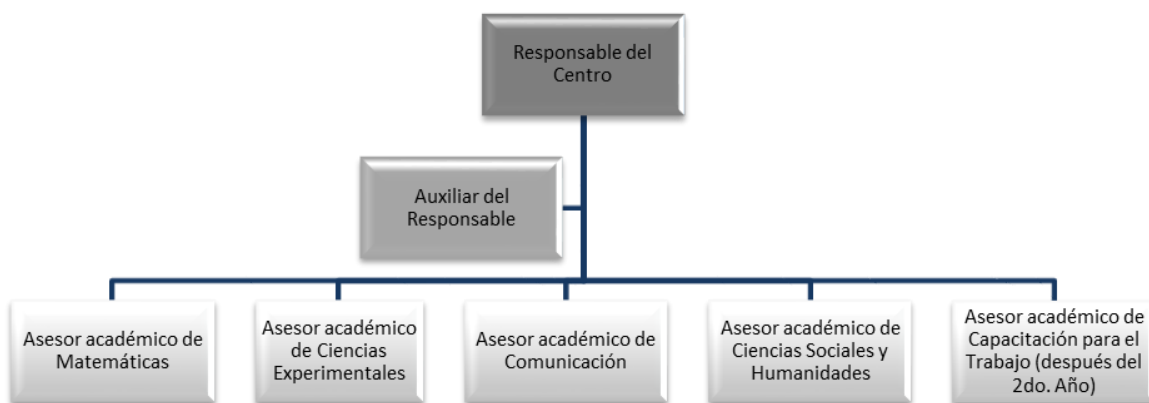 Responsable del
Centro
Auxiliar del
Responsable
Asesor académico de
Matemáticas
Asesor académico
de Ciencias
Experimentales
Asesor académico de
Comunicación
Asesor académico de
Ciencias Sociales y
Humanidades
Asesor académico de
Capacitación para el
Trabajo (después del
2do. Año)